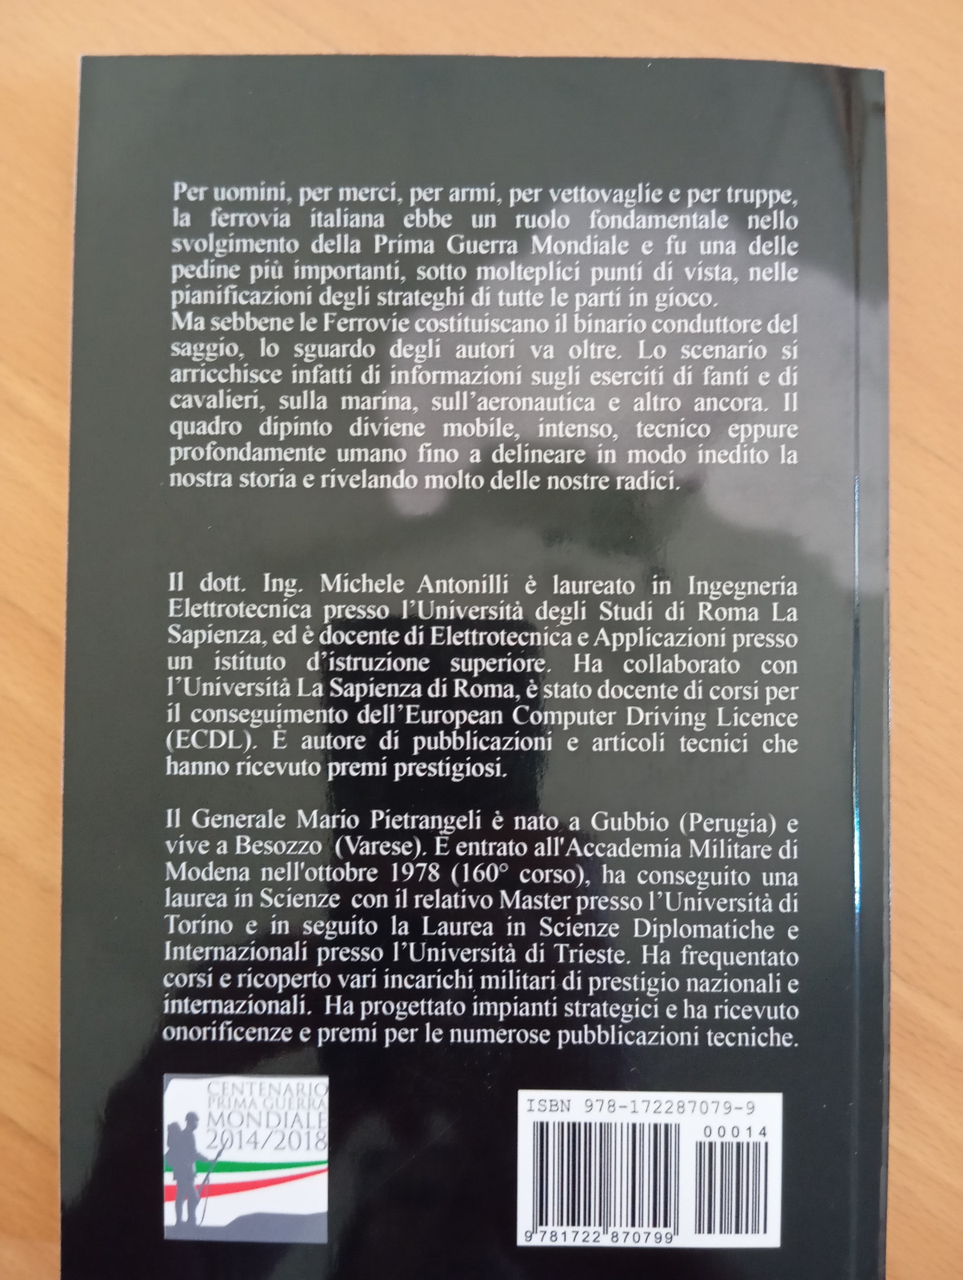 Per uomini, per merci, per armi, per vettovaglie e per truppe,
la ferrovia italiana ebbe un ruolo fondamentale nello
svolgimento della Prima Guerra Mondiale e fu una delle
pedine più importanti, sotto molteplici punti di vista, nelle
pianificazioni degli strateghi di tutte le parti in gioco.
Ma sebbene le Ferrovie costituiscano il binario conduttore del
saggio, lo sguardo degli autori va oltre. Lo scenario si
arricchisce infatti di informazioni sugli eserciti di fanti e di
cavalieri, sulla marina, sull'aeronautica e altro ancora. Il
quadro dipinto diviene mobile, intenso, tecnico eppure
profondamente umano fino a delineare in modo inedito la
nostra storia e rivelando molto delle nostre radici.
Il dott. Ing. Michele Antonilli è laureato in Ingegneria
Elettrotecnica presso l'Università degli Studi di Roma La
Sapienza, ed è docente di Elettrotecnica e Applicazioni presso
un istituto d'istruzione superiore. Ha collaborato con
l'Università La Sapienza di Roma, è stato docente di corsi per
il conseguimento dell'European Computer Driving Licence
(ECDL). È autore di pubblicazioni e articoli tecnici che
hanno ricevuto premi prestigiosi.
Il Generale Mario Pietrangeli è nato a Gubbio (Perugia) e
vive a Besozzo (Varese). È entrato all'Accademia Militare di
Modena nell'ottobre 1978 (160° corso), ha conseguito una
laurea in Scienze con il relativo Master presso l'Università di
Torino e in seguito la Laurea in Scienze Diplomatiche e
Internazionali presso l'Università di Trieste. Ha frequentato
corsi e ricoperto vari incarichi militari di prestigio nazionali e
internazionali. Ha progettato impianti strategici e ha ricevuto
onorificenze e premi per le numerose pubblicazioni tecniche.
CENTENARIO
PRIMA GUERRA
MONDIALE
2014/2018
ISBN 978-172287079-9
00014
9 781722 870799